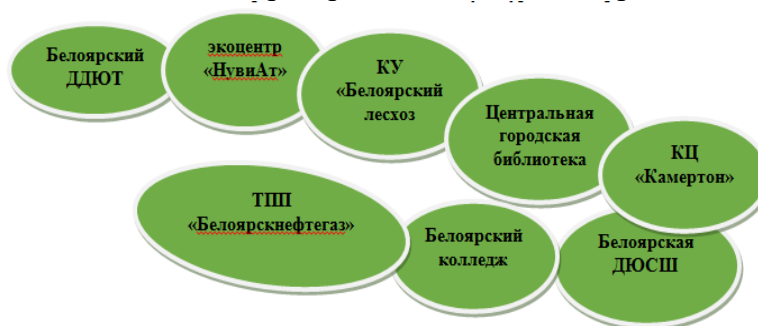 Белоярский
ДДЮТ
экоцентр
«НувиАт»
КУ
«Белоярский
лесхоз
Центральная
городская
библиотека
КЦ
«Камертон»
ТПП
«Белоярскнефтегаз»
Белоярский
колледж
Белоярская
ДЮСШ